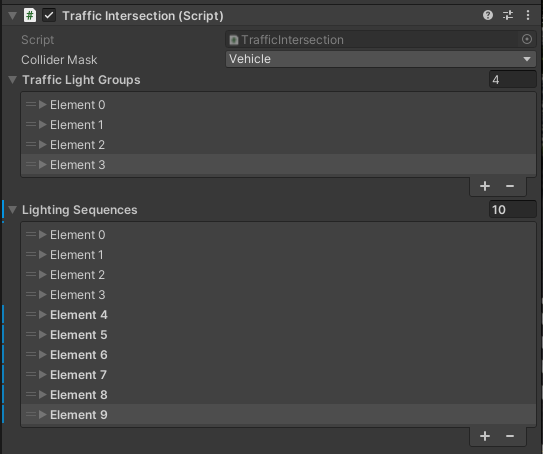 Traffic Intersection (Script)
Script TrafficIntersection
Collider Mask Vehicle
Traffic Light Groups 4
Element 0
Element 1
Element 2
Element 3
+ −
Lighting Sequences 10
Element 0
Element 1
Element 2
Element 3
Element 4
Element 5
Element 6
Element 7
Element 8
Element 9
+ −